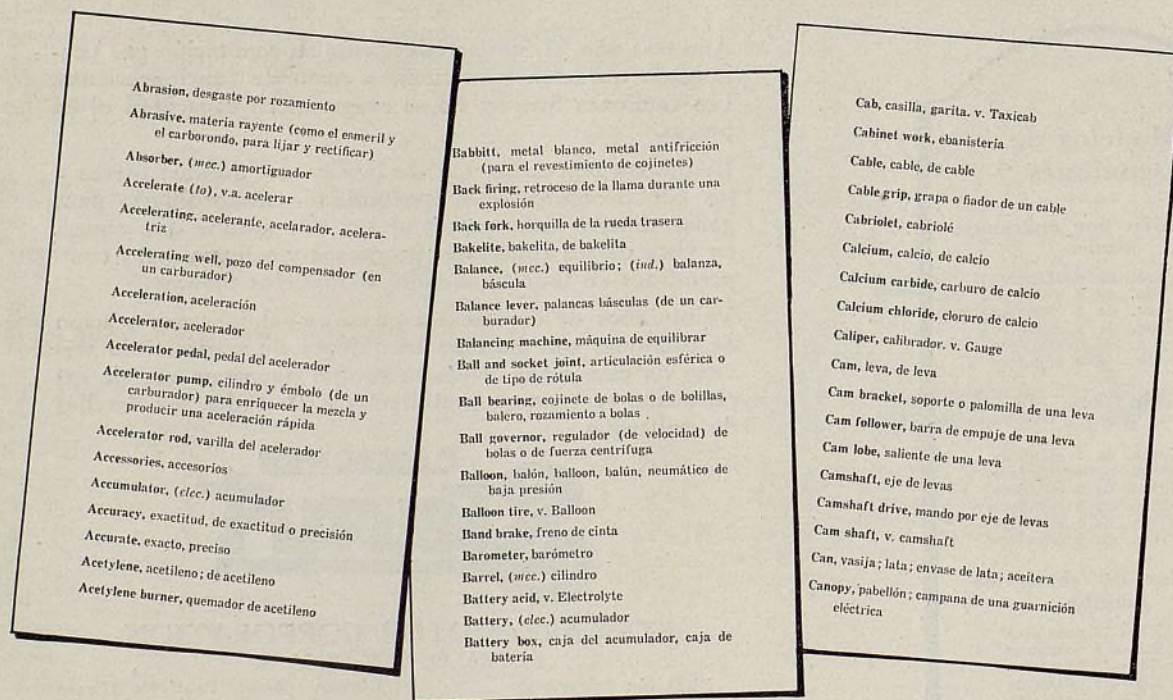 Abrasion, desgaste por rozamiento
Abrasive, materia rayente (como el esmeril y
el carborondo, para lijar y rectificar)
Absorber, (mec.) amortiguador
Accelerate (to), v.a. acelerar
Accelerating, acelerante, acelarador, acelera-
triz
Accelerating well, pozo del compensador (en
un carburador)
Acceleration, aceleración
Accelerator, acelerador
Accelerator pedal, pedal del acelerador
Accelerator pump, cilindro y émbolo (de un
carburador) para enriquecer la mezcla y
producir una aceleración rápida
Accelerator rod, varilla del acelerador
Accessories, accesorios
Accumulator, (elec.) acumulador
Accuracy, exactitud, de exactitud o precisión
Accurate, exacto, preciso
Acetylene, acetileno; de acetileno
Acetylene burner, quemador de acetileno
Babbitt, metal blanco, metal antifricción
(para el revestimiento de cojinetes)
Back firing, retroceso de la llama durante una
explosión
Back fork, horquilla de la rueda trasera
Bakelite, bakelita, de bakelita
Balance, (mec.) equilibrio; (ind.) balanza,
báscula
Balance lever, palancas básculas (de un car-
burador)
Balancing machine, máquina de equilibrar
Ball and socket joint, articulación esférica o
de tipo de rótula
Ball bearing, cojinete de bolas o de bolillas,
balero, rozamiento a bolas
Ball governor, regulador (de velocidad) de
bolas o de fuerza centrífuga
Balloon, balón, balloon, balún, neumático de
baja presión
Balloon tire, v. Balloon
Band brake, freno de cinta
Barometer, barómetro
Barrel, (mec.) cilindro
Battery acid, v. Electrolyte
Battery, (elec.) acumulador
Battery box, caja del acumulador, caja de
batería
Cab, casilla, garita. v. Taxicab
Cabinet work, ebanistería
Cable, cable, de cable
Cable grip, grapa o fiador de un cable
Cabriolet, cabriolé
Calcium, calcio, de calcio
Calcium carbide, carburo de calcio
Calcium chloride, cloruro de calcio
Caliper, calibrador. v. Gauge
Cam, leva, de leva
Cam bracket, soporte o palomilla de una leva
Cam follower, barra de empuje de una leva
Cam lobe, saliente de una leva
Camshaft, eje de levas
Camshaft drive, mando por eje de levas
Cam shaft, v. camshaft
Can, vasija; lata; envase de lata; aceitera
Canopy, pabellón; campana de una guarnición
eléctrica